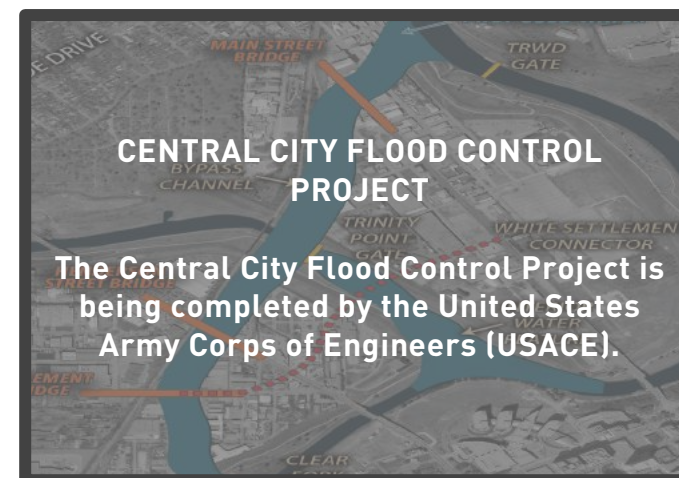 E DRIVE
MAIN STREET
BRIDGE
TRWD
GATE
CENTRAL CITY FLOOD CONTROL
PROJECT
BYPASS
CHANNEL
TRINITY
POINT
GATE
WHITE SETTLEMEN
CONNECTOR
The Central City Flood Control Project is
being completed by the United States
Army Corps of Engineers (USACE).
STREET BRIDGE
WATER
EMENT
DGE
CLEAR